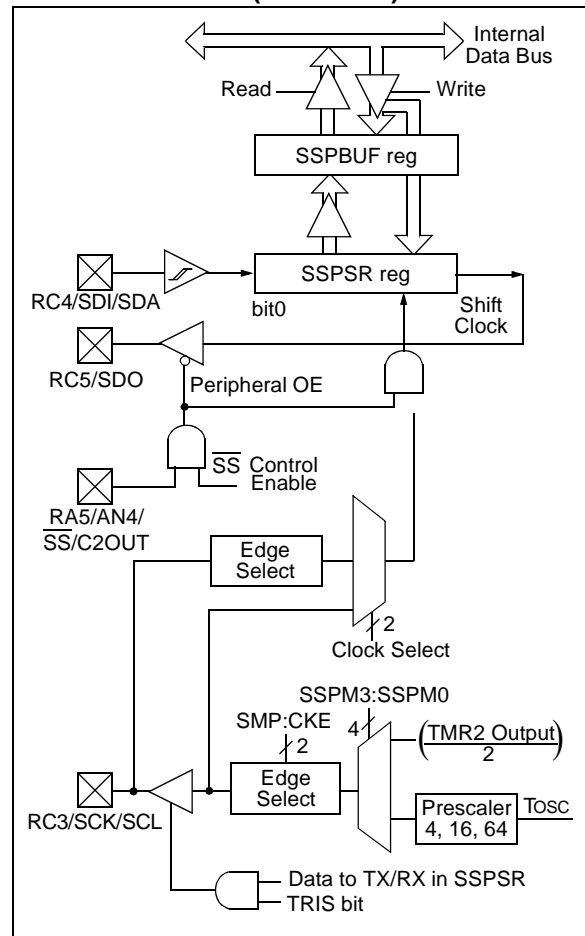 Internal
Data Bus
Read
Write
SSPBUF reg
SSPSR reg
RC4/SDI/SDA
bit0
Shift
Clock
RC5/SDO
Peripheral OE
SS Control
Enable
RA5/AN4/
SS/C2OUT
Edge
Select
2
Clock Select
SSPM3:SSPM0
SMP:CKE
4
2
TMR2 Output
2
Edge
Select
Prescaler
4, 16, 64
TOSC
RC3/SCK/SCL
Data to TX/RX in SSPSR
TRIS bit